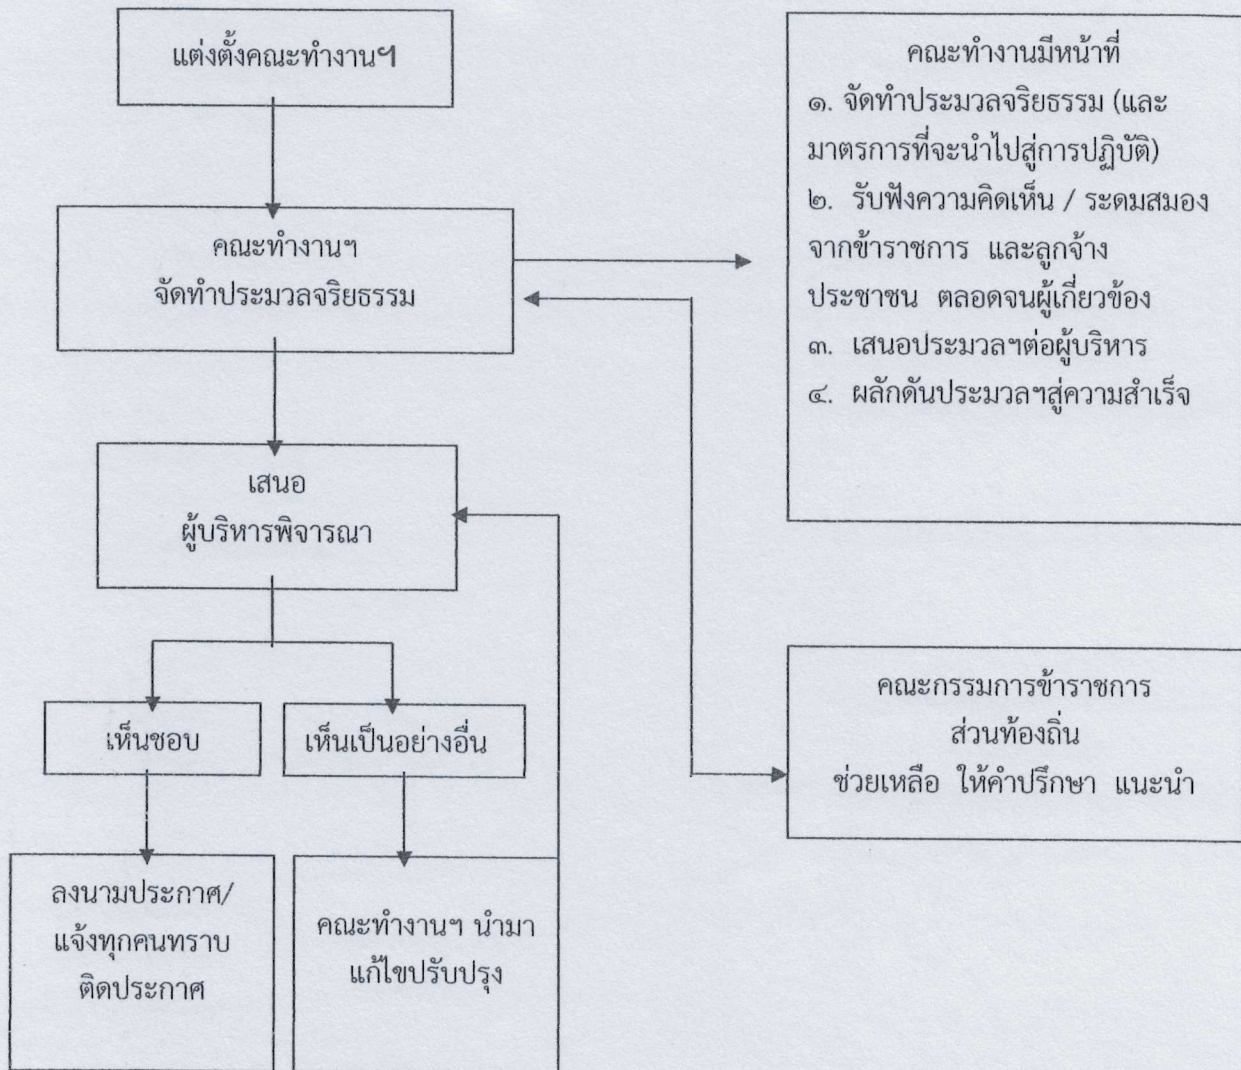 แต่งตั้งคณะทำงานฯ
คณะทำงานฯ
จัดทำประมวลจริยธรรม
เสนอ
ผู้บริหารพิจารณา
เห็นชอบ
เห็นเป็นอย่างอื่น
ลงนามประกาศ/
แจ้งทุกคนทราบ
ติดประกาศ
คณะทำงานฯ นำมา
แก้ไขปรับปรุง
คณะทำงานมีหน้าที่
๑. จัดทำประมวลจริยธรรม (และ
มาตรการที่จะนำไปสู่การปฏิบัติ)
๒. รับฟังความคิดเห็น / ระดมสมอง
จากข้าราชการ และลูกจ้าง
ประชาชน ตลอดจนผู้เกี่ยวข้อง
๓. เสนอประมวลฯต่อผู้บริหาร
๔. ผลักดันประมวลฯสู่ความสำเร็จ
คณะกรรมการข้าราชการ
ส่วนท้องถิ่น
ช่วยเหลือ ให้คำปรึกษา แนะนำ